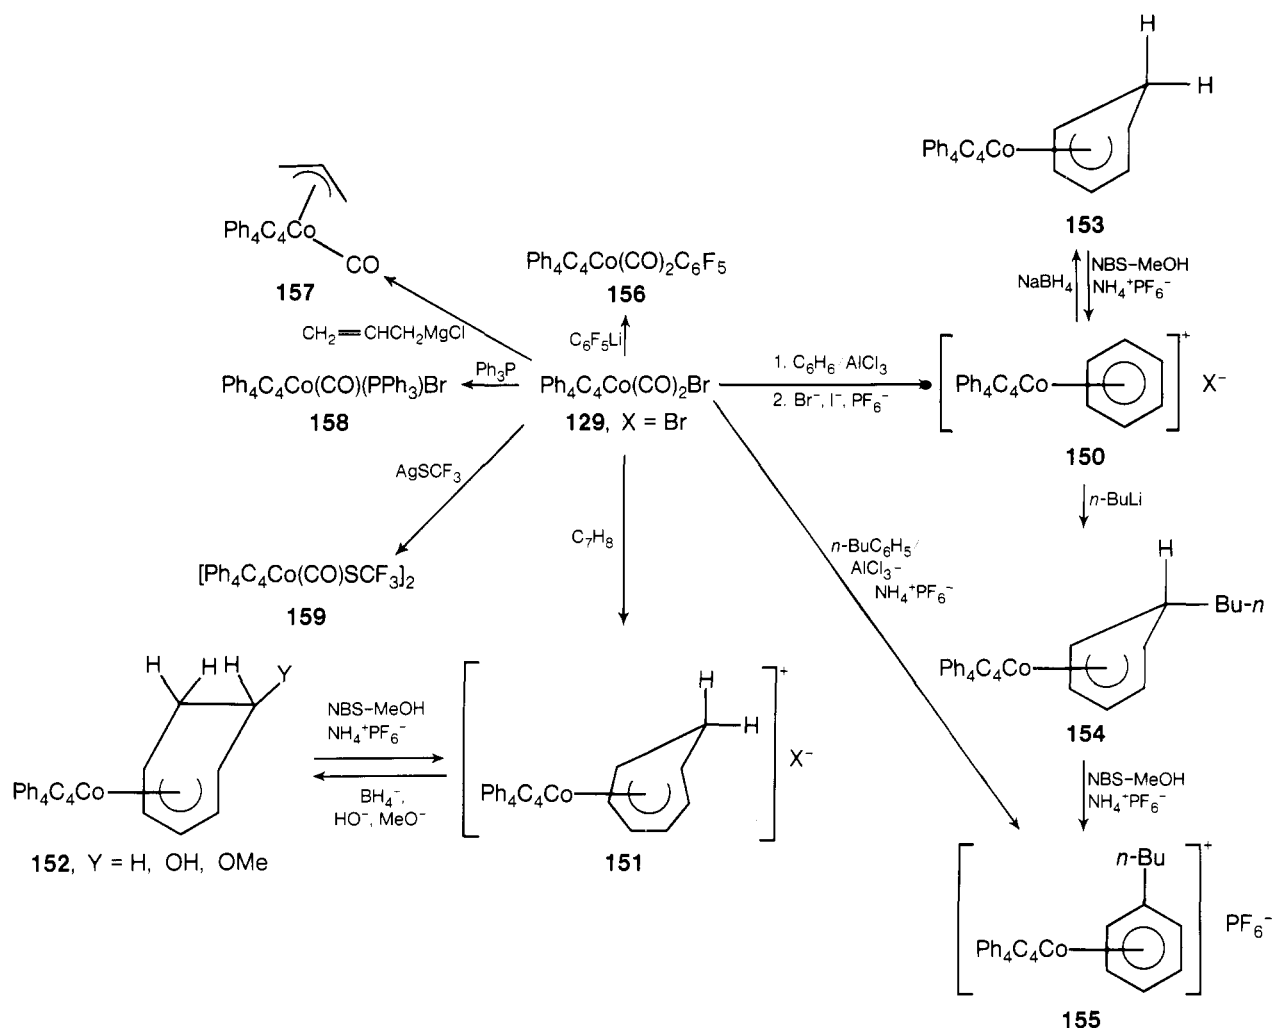 H
H
Ph4C4Co
153
Ph4C4Co
CO
157
Ph4C4Co(CO)2C6F5
156
NaBH4
NBS–MeOH
NH4+PF6−
CH2=CHCH2MgCl
C6F5Li
Ph4C4Co(CO)(PPh3)Br
158
Ph3P
Ph4C4Co(CO)2Br
129, X = Br
1. C6H6/AlCl3
2. Br−, I−, PF6−
Ph4C4Co
+
X−
150
AgSCF3
n-BuLi
C7H8
n-BuC6H5/
AlCl3–
NH4+PF6−
[Ph4C4Co(CO)SCF3]2
159
H
Bu-n
Ph4C4Co
154
H H H Y
Ph4C4Co
152, Y = H, OH, OMe
NBS–MeOH
NH4+PF6−
BH4−,
HO−, MeO−
H
H
Ph4C4Co
+
X−
151
NBS–MeOH
NH4+PF6−
n-Bu
Ph4C4Co
+
PF6−
155